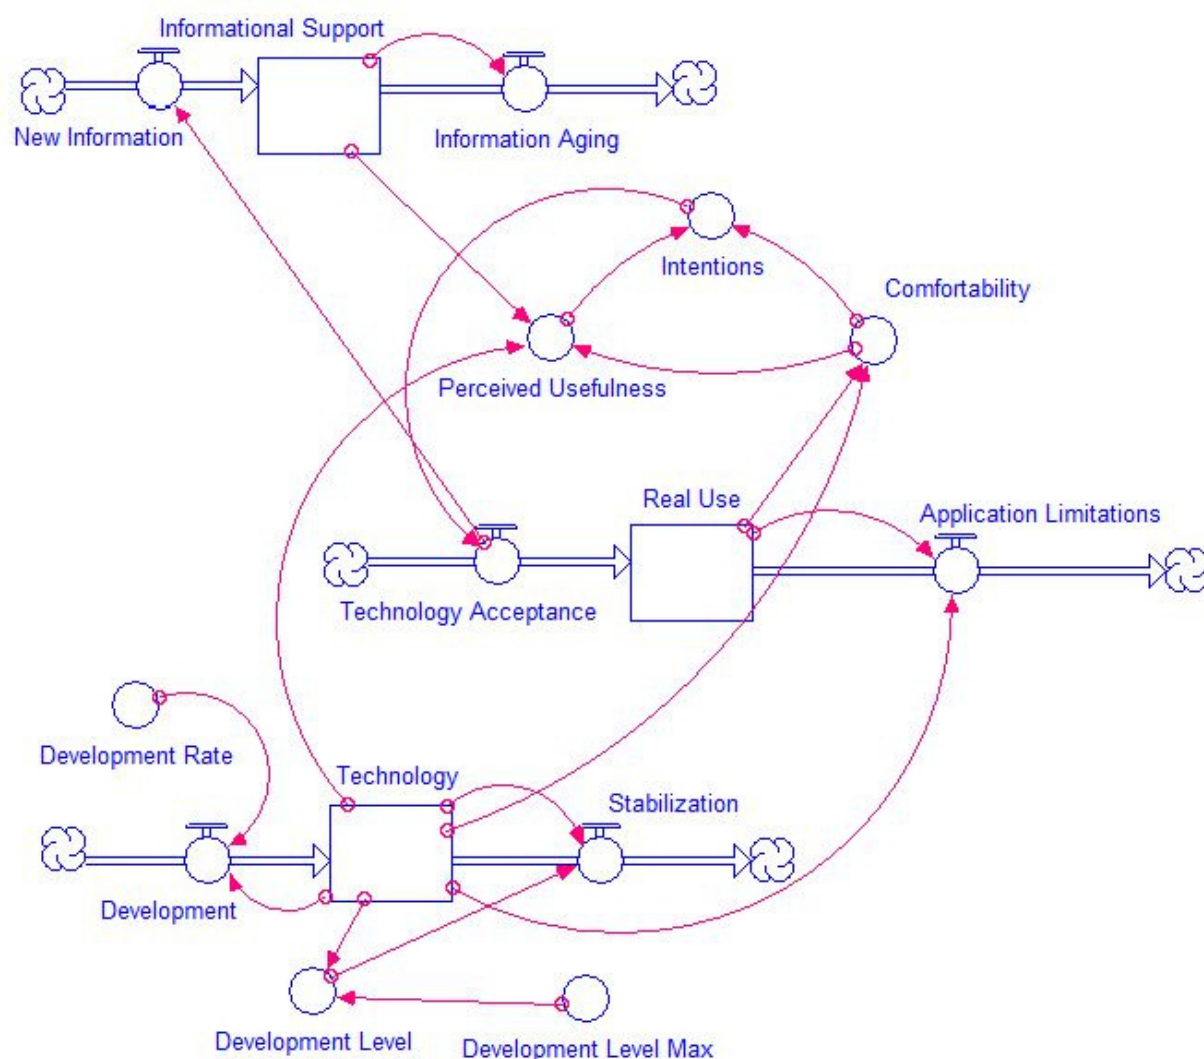 Informational Support
New Information
Information Aging
Intentions
Comfortability
Perceived Usefulness
Real Use
Application Limitations
Technology Acceptance
Development Rate
Technology
Stabilization
Development
Development Level
Development Level Max